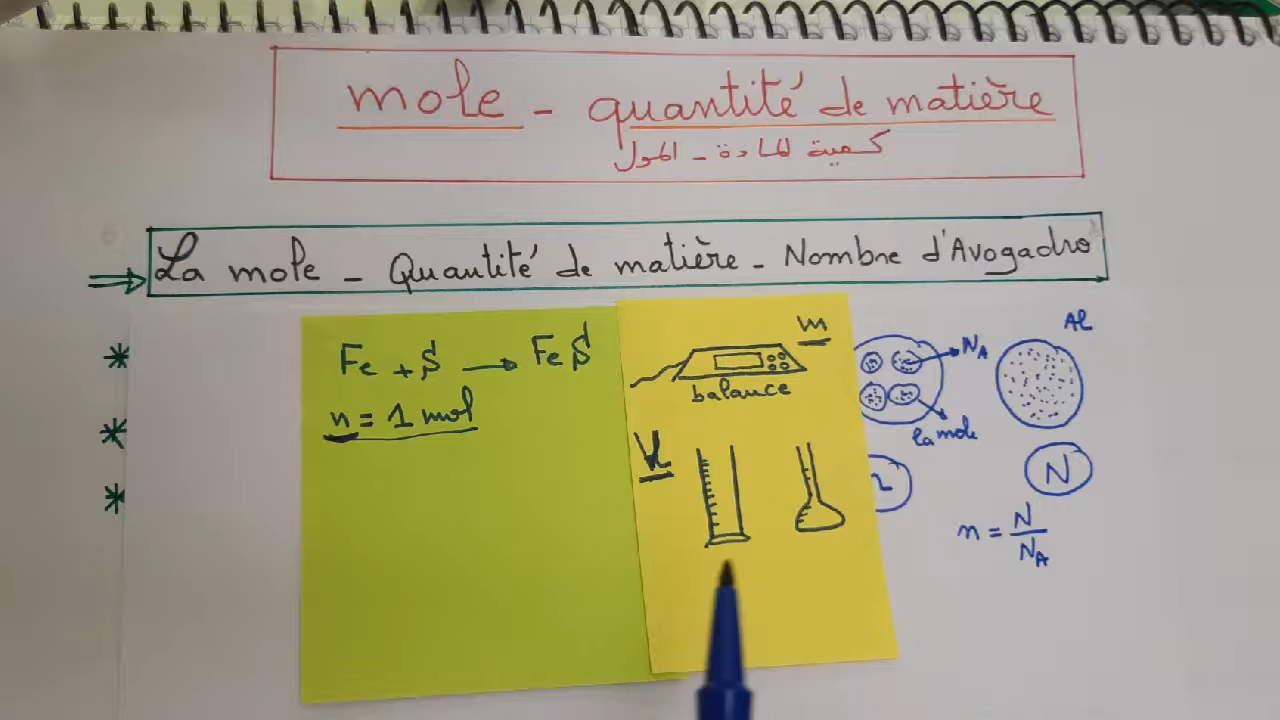 mole - quantité de matière
كمية المادة - المول
⇒ La mole - Quantité de matière - Nombre d'Avogadro
*
*
*
Fe + S → FeS
n = 1 mol
m
balance
V
NA
la mole
Al
N
n = N / NA